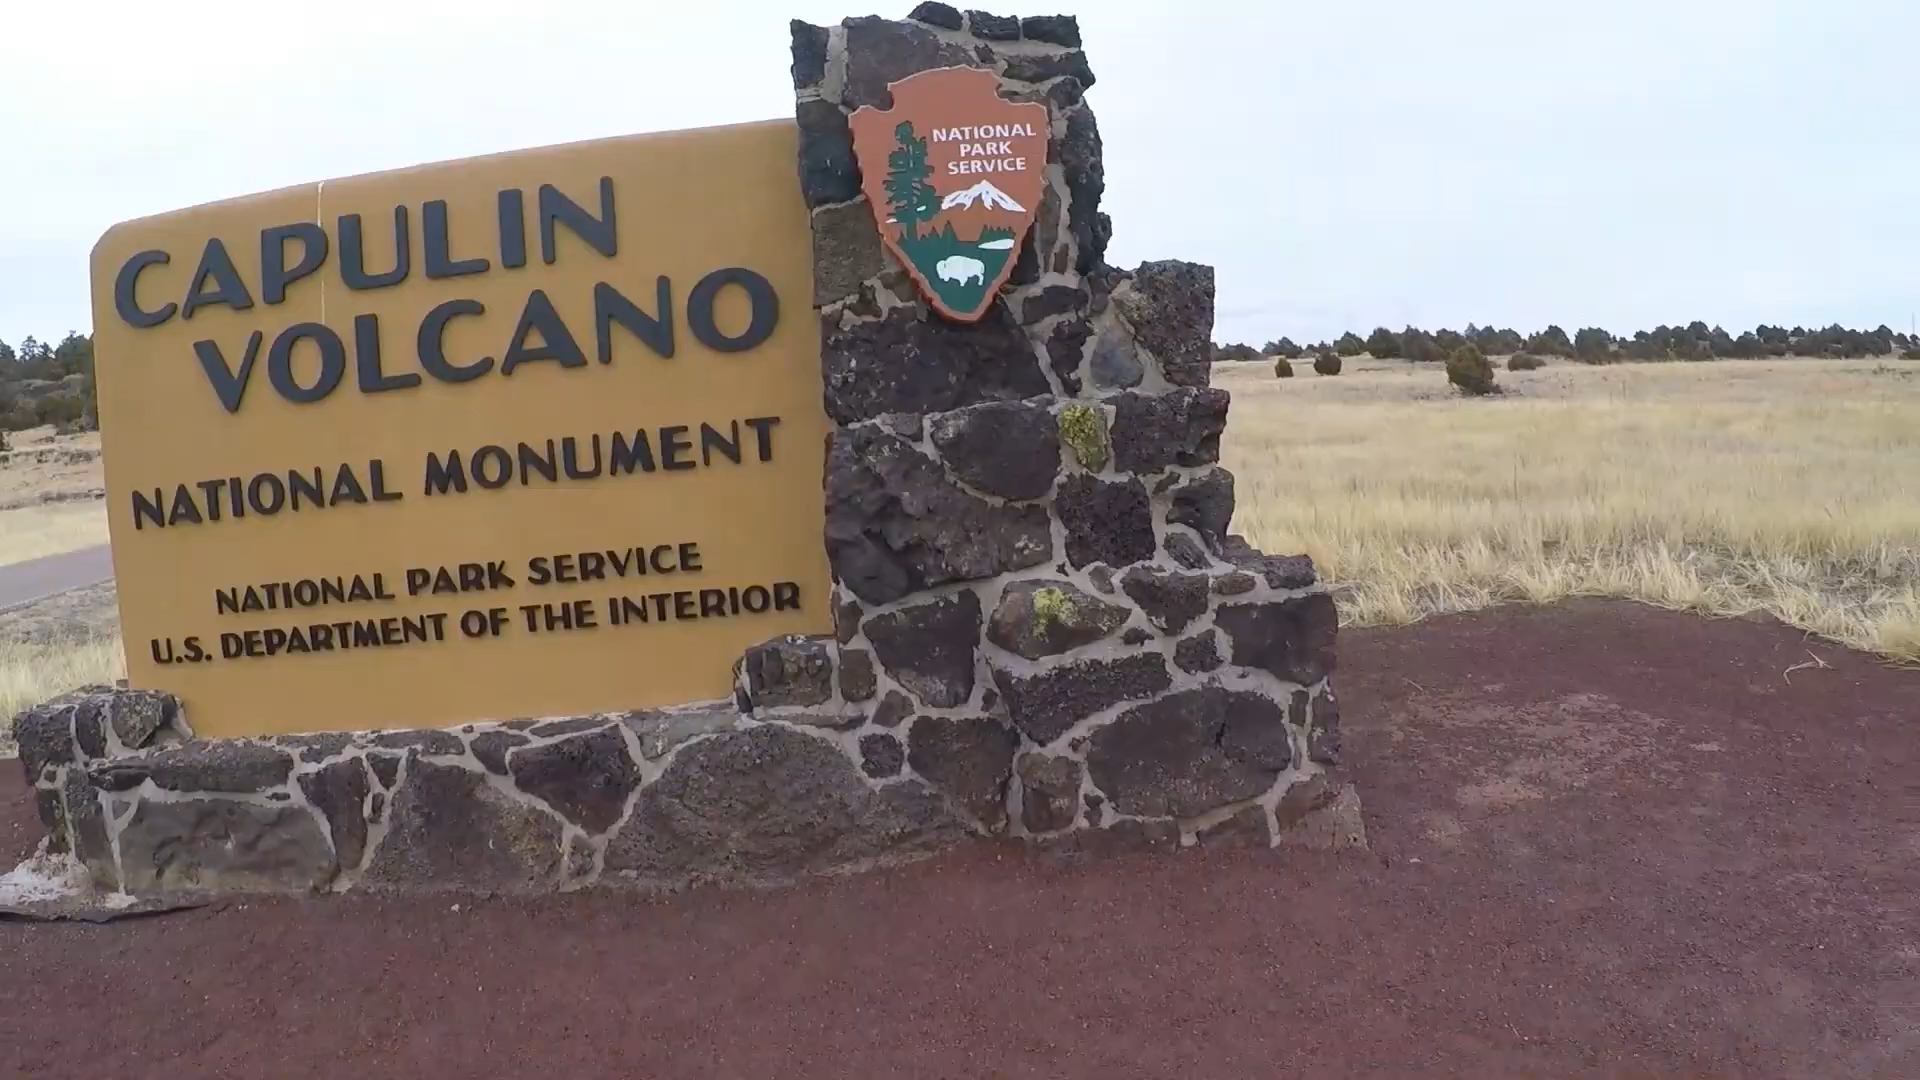 CAPULIN
VOLCANO
NATIONAL MONUMENT
NATIONAL PARK SERVICE
U.S. DEPARTMENT OF THE INTERIOR
NATIONAL
PARK
SERVICE